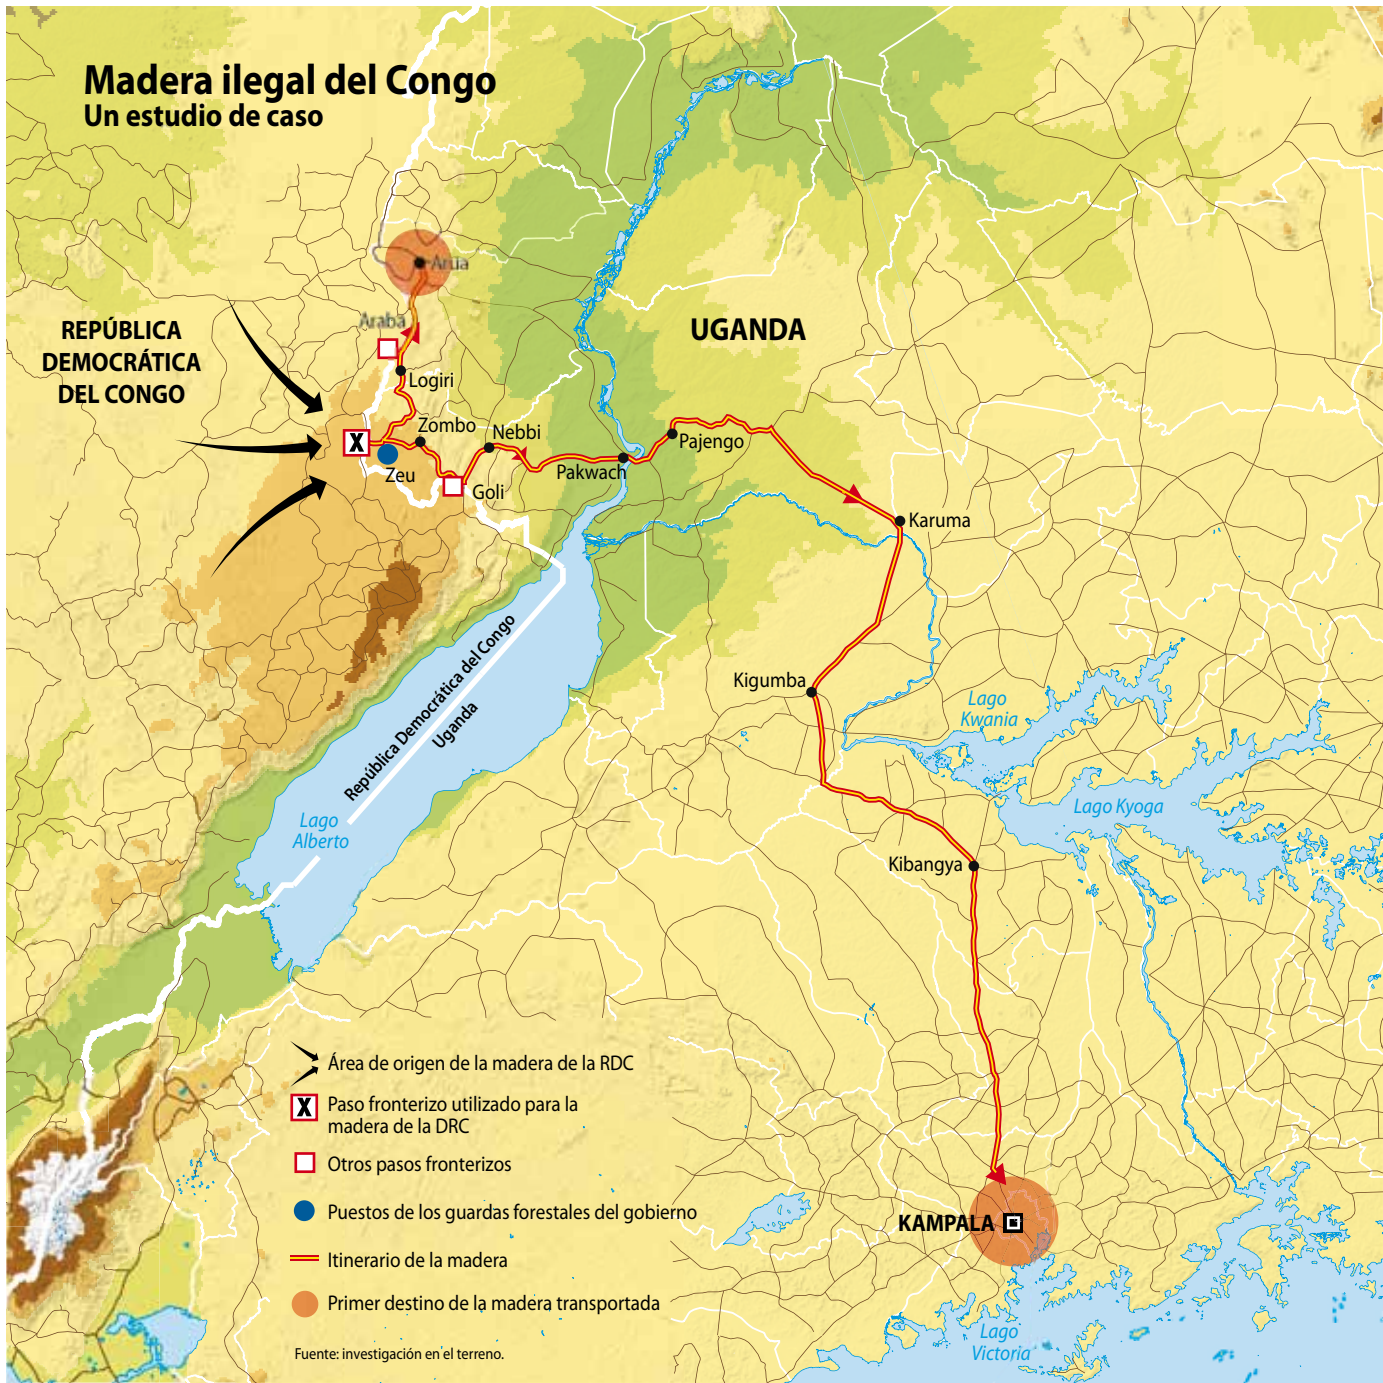 Madera ilegal del Congo
Un estudio de caso
Arua
Araba
REPÚBLICA
DEMOCRÁTICA
DEL CONGO
UGANDA
Logiri
Zombo
Nebbi
Pajengo
Pakwach
Zeu
Goli
Karuma
Kigumba
República Democrática del Congo
Uganda
Lago
Kwania
Lago Kyoga
Lago
Alberto
Kibangya
X
Área de origen de la madera de la RDC
X
Paso fronterizo utilizado para la
madera de la DRC
Otros pasos fronterizos
Puestos de los guardas forestales del gobierno
Itinerario de la madera
Primer destino de la madera transportada
Fuente: investigación en el terreno.
KAMPALA
Lago
Victoria